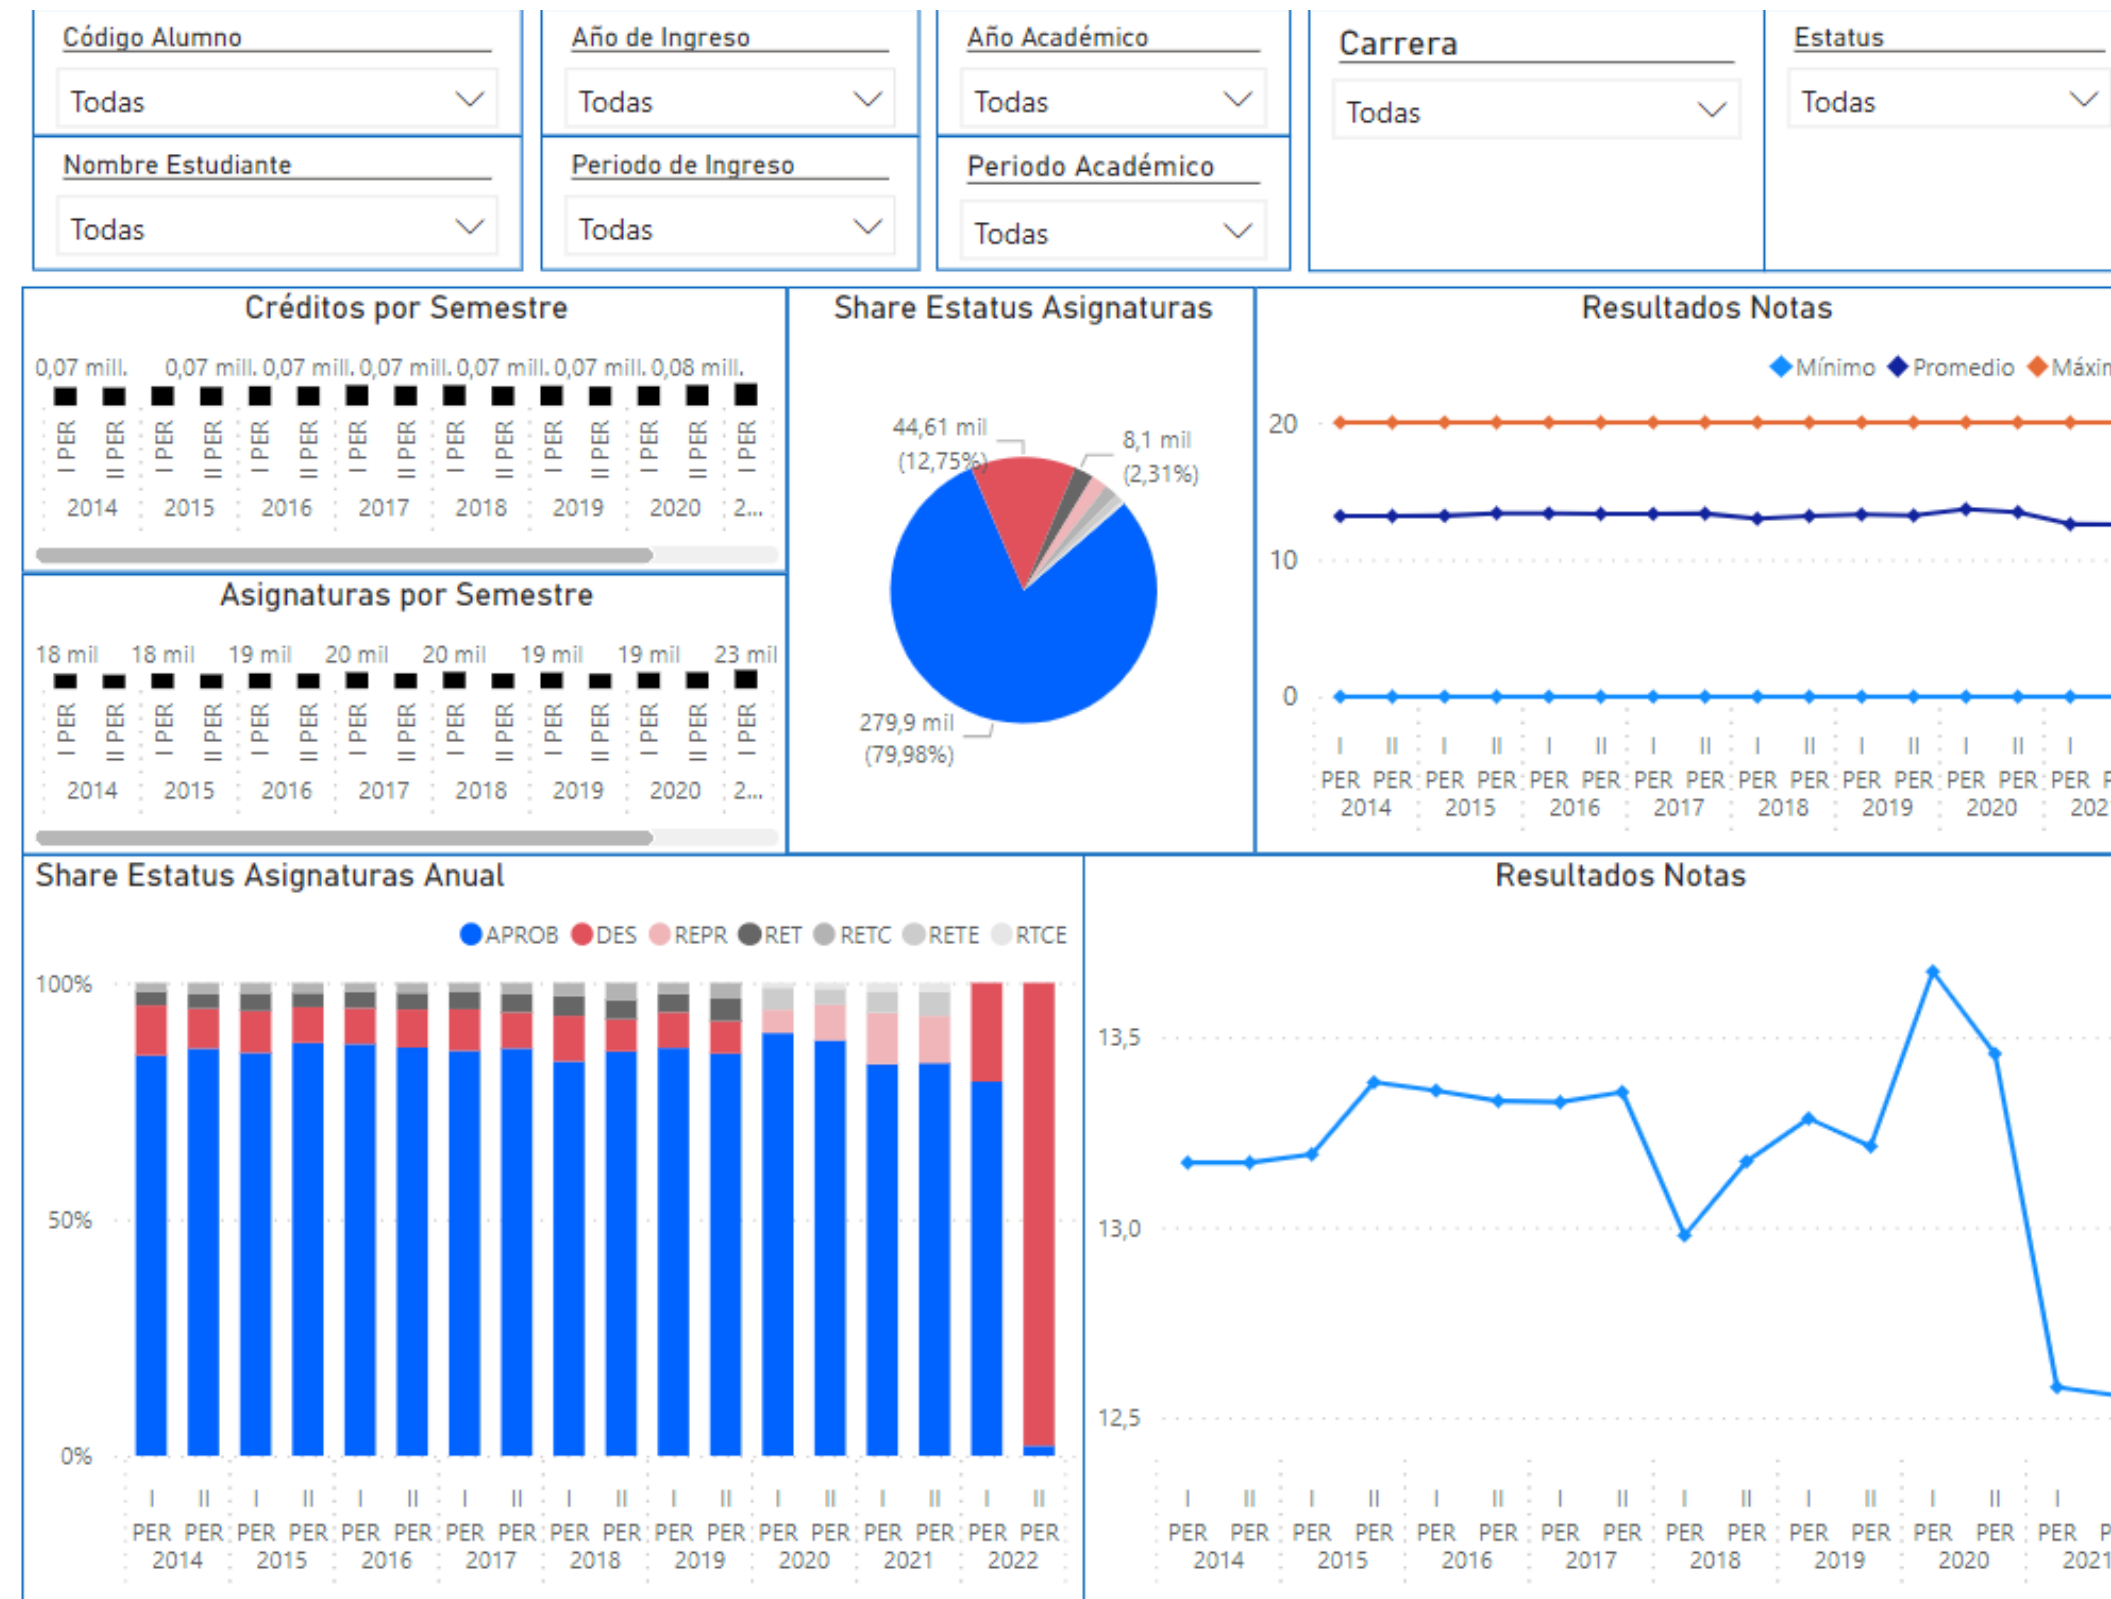 Código Alumno
Todas
Nombre Estudiante
Todas
Año de Ingreso
Todas
Periodo de Ingreso
Todas
Año Académico
Todas
Periodo Académico
Todas
Carrera
Todas
Estatus
Todas
Créditos por Semestre
0,07 mill. 0,07 mill. 0,07 mill. 0,07 mill. 0,07 mill. 0,07 mill. 0,08 mill.
I PER II PER I PER II PER I PER II PER I PER II PER I PER II PER I PER II PER I PER II PER I PER
2014 2015 2016 2017 2018 2019 2020 2...
Asignaturas por Semestre
18 mil 18 mil 19 mil 20 mil 20 mil 19 mil 19 mil 23 mil
I PER II PER I PER II PER I PER II PER I PER II PER I PER II PER I PER II PER I PER II PER I PER
2014 2015 2016 2017 2018 2019 2020 2...
Share Estatus Asignaturas
44,61 mil
(12,75%)
8,1 mil
(2,31%)
279,9 mil
(79,98%)
Resultados Notas
Mínimo Promedio Máxim
20
10
0
I II I II I II I II I II I II I II I
PER PER PER PER PER PER PER PER PER PER PER PER PER PER PER P
2014 2015 2016 2017 2018 2019 2020 202
Share Estatus Asignaturas Anual
APROB DES REPR RET RETC RETE RTCE
100%
50%
0%
I II I II I II I II I II I II I II I II I II
PER PER PER PER PER PER PER PER PER PER PER PER PER PER PER PER PER PER
2014 2015 2016 2017 2018 2019 2020 2021 2022
Resultados Notas
13,5
13,0
12,5
I II I II I II I II I II I II I II I
PER PER PER PER PER PER PER PER PER PER PER PER PER PER PER P
2014 2015 2016 2017 2018 2019 2020 2021